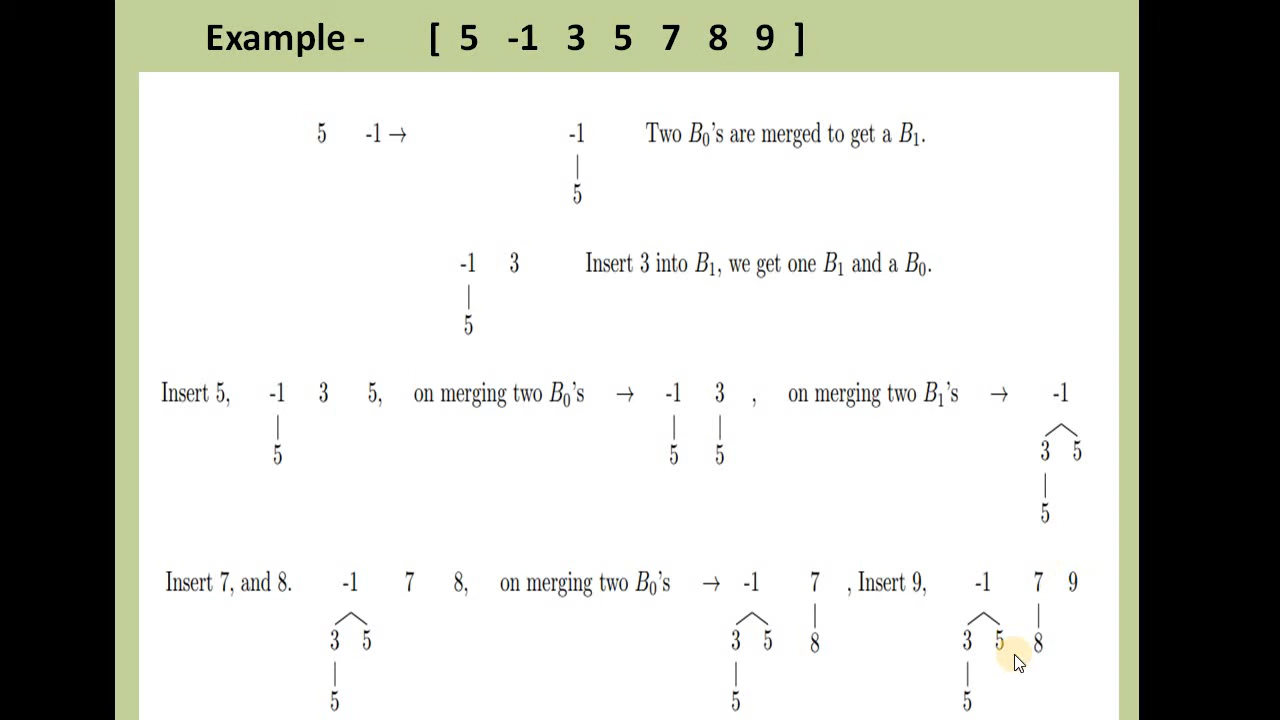 Example - [ 5 -1 3 5 7 8 9 ]
5 -1 → -1 Two B₀'s are merged to get a B₁.
5
-1 3 Insert 3 into B₁, we get one B₁ and a B₀.
5
Insert 5, -1 3 5, on merging two B₀'s → -1 3 , on merging two B₁'s → -1
5 5 5 3 5
5
Insert 7, and 8. -1 7 8, on merging two B₀'s → -1 7 , Insert 9, -1 7 9
3 5 3 5 8 3 5 8
5 5 5